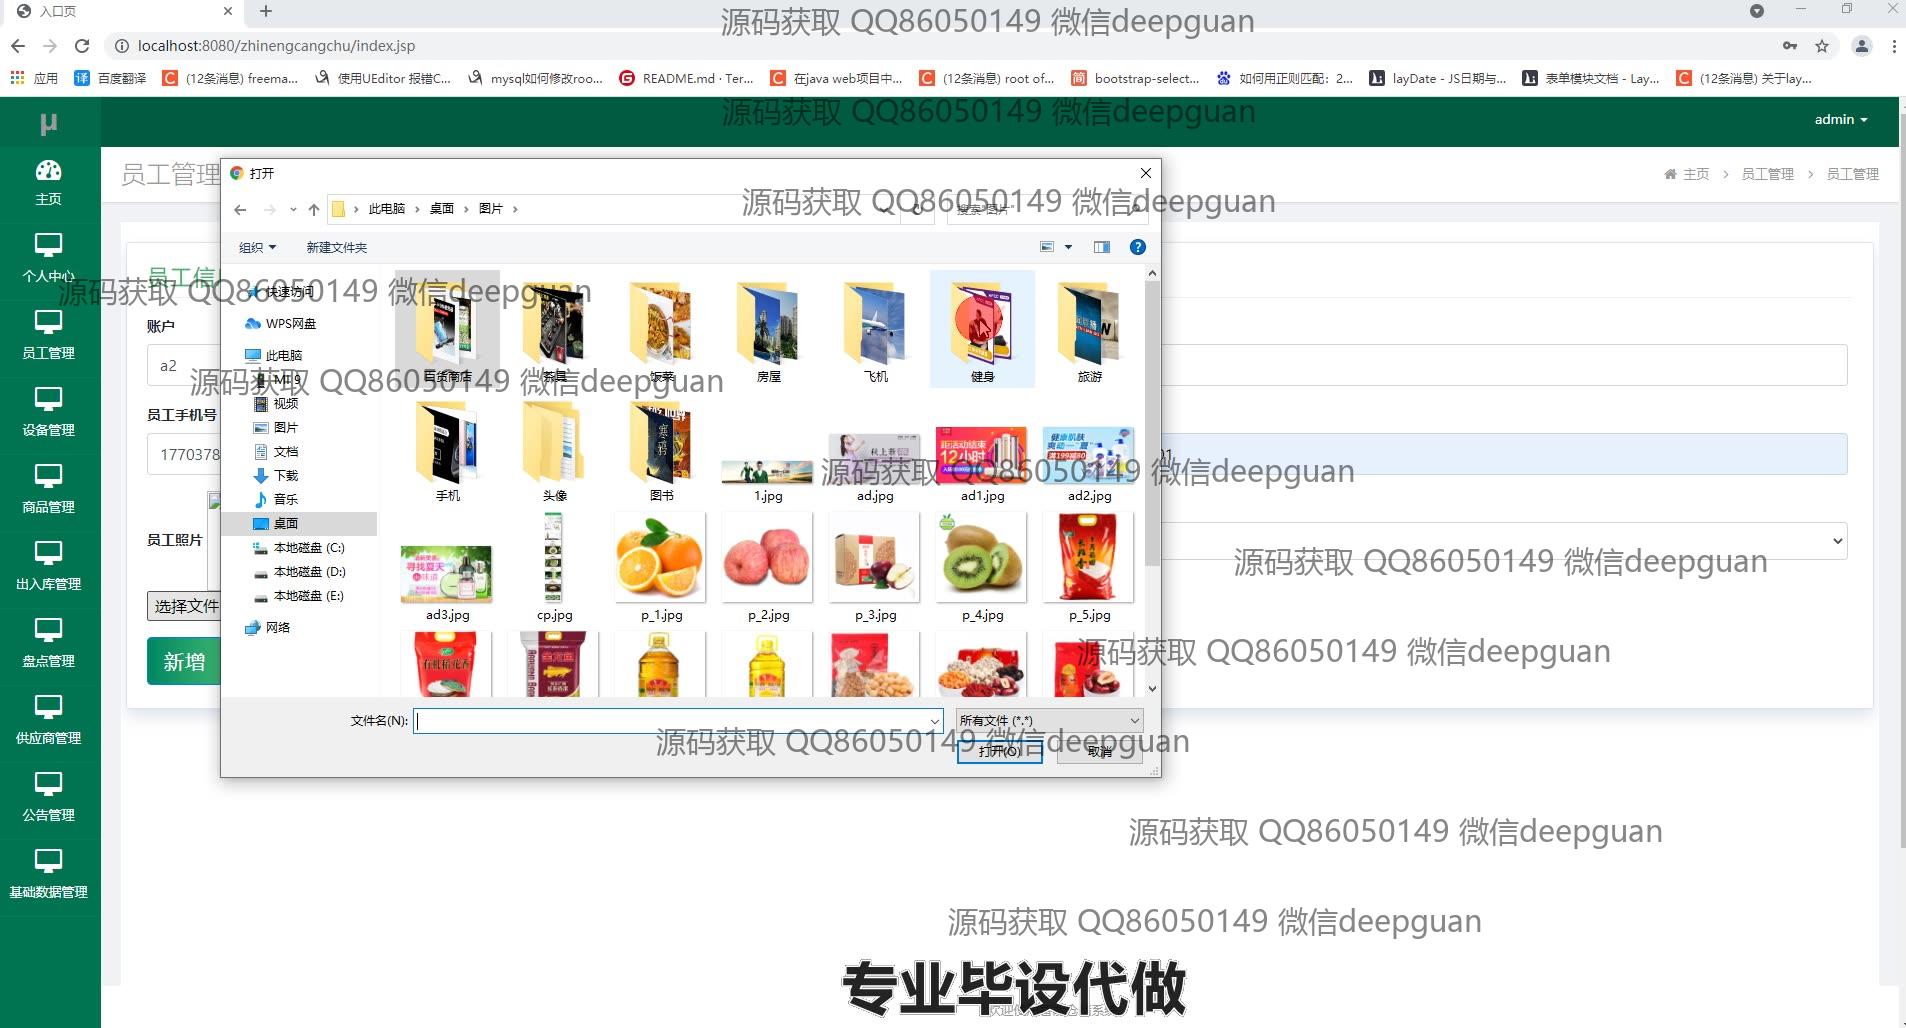 入口页
源码获取 QQ86050149 微信deepguan
localhost:8080/zhinengcangchu/index.jsp
应用 百度翻译 (12条消息) freema... 使用UEditor 报错C... mysql如何修改roo... README.md · Ter... 在java web项目中... (12条消息) root of... bootstrap-select... 如何用正则匹配：2... layDate - JS日期与... 表单模块文档 - Lay... (12条消息) 关于lay...
源码获取 QQ86050149 微信deepguan
μ
admin
主页
个人中心
员工管理
设备管理
商品管理
出入库管理
盘点管理
供应商管理
公告管理
基础数据管理
员工管理
主页 > 员工管理 > 员工管理
员工信
账户
a2
员工手机号
1770378
员工照片
选择文件
新增
打开
此电脑 > 桌面 > 图片 >
源码获取 QQ86050149 微信deepguan
组织 新建文件夹
快速访问
源码获取 QQ86050149 微信deepguan
WPS网盘
此电脑
MI 9
视频
图片
文档
下载
音乐
桌面
本地磁盘 (C:)
本地磁盘 (D:)
本地磁盘 (E:)
网络
百货商店 茶具 饭菜 房屋 飞机 健身 旅游
源码获取 QQ86050149 微信deepguan
手机 头像 图书 1.jpg ad.jpg ad1.jpg ad2.jpg
源码获取 QQ86050149 微信deepguan
ad3.jpg cp.jpg p_1.jpg p_2.jpg p_3.jpg p_4.jpg p_5.jpg
源码获取 QQ86050149 微信deepguan
源码获取 QQ86050149 微信deepguan
文件名(N): 所有文件 (*.*)
源码获取 QQ86050149 微信deepguan
打开(O) 取消
源码获取 QQ86050149 微信deepguan
源码获取 QQ86050149 微信deepguan
专业毕设代做